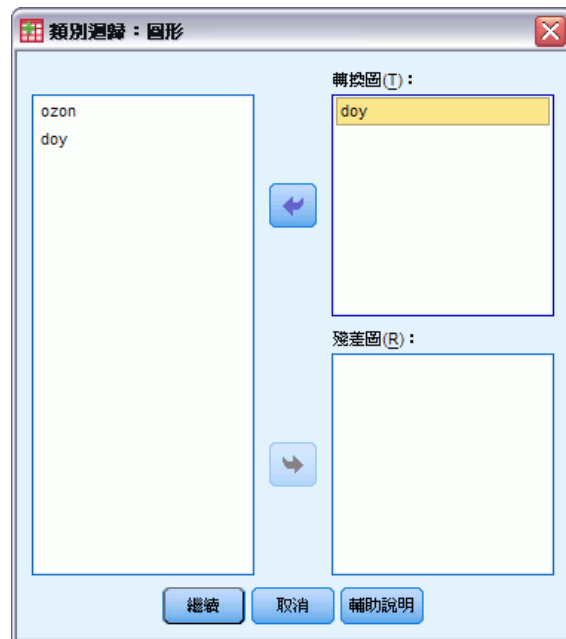 類別迴歸：圖形
轉換圖(T)：
ozon
doy
doy
殘差圖(R)：
繼續
取消
輔助說明